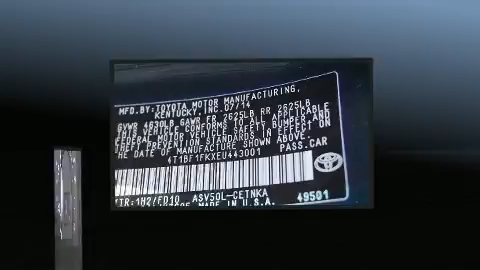 MFD.BY:TOYOTA MOTOR MANUFACTURING,
KENTUCKY,INC.07/14
GVWR 4630LB GAWR FR 2625LB RR 2625LB
THIS VEHICLE CONFORMS TO ALL APPLICABLE
FEDERAL MOTOR VEHICLE SAFETY, BUMPER,AND
THEFT PREVENTION STANDARDS IN EFFECT ON
HE DATE OF MANUFACTURE SHOWN ABOVE.
4T1BF1FKXEU443001 PASS.CAR
ASV50L-CETNKA
IN U.S.A. 49501